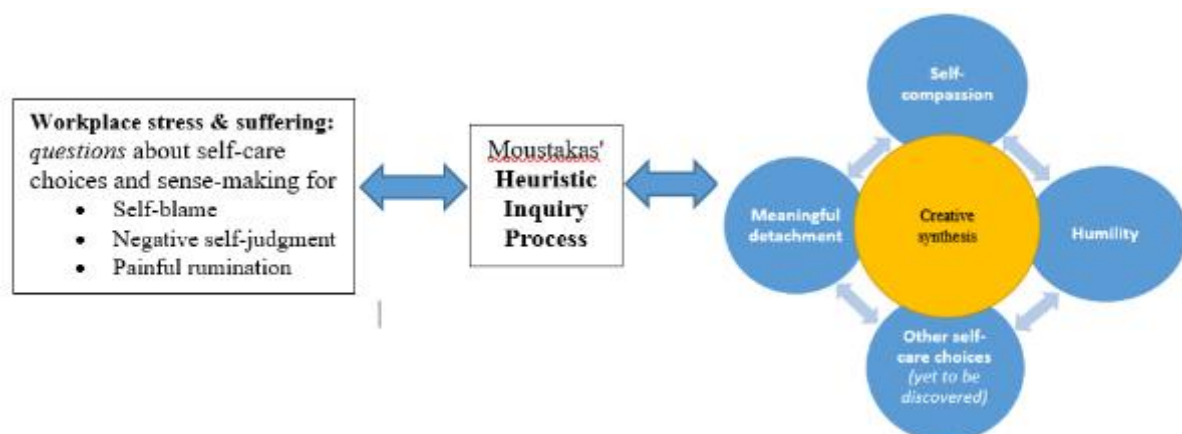 Workplace stress & suffering:
questions about self-care
choices and sense-making for
• Self-blame
• Negative self-judgment
• Painful rumination
Moustakas'
Heuristic
Inquiry
Process
Self-
compassion
Meaningful
detachment
Creative
synthesis
Humility
Other self-
care choices
(yet to be
discovered)